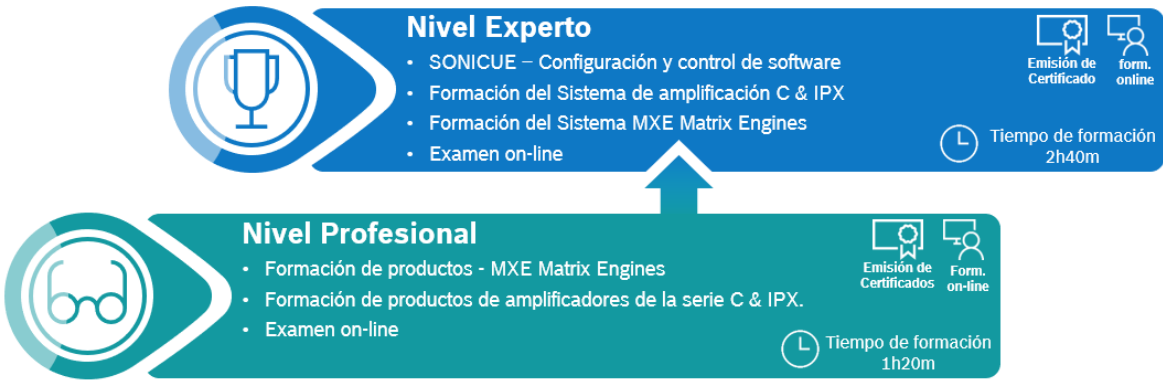 Nivel Experto
• SONICUE – Configuración y control de software
• Formación del Sistema de amplificación C & IPX
• Formación del Sistema MXE Matrix Engines
• Examen on-line
Emisión de
Certificado
form.
online
Tiempo de formación
2h40m
Nivel Profesional
• Formación de productos - MXE Matrix Engines
• Formación de productos de amplificadores de la serie C & IPX.
• Examen on-line
Emisión de
Certificados
Form.
on-line
Tiempo de formación
1h20m